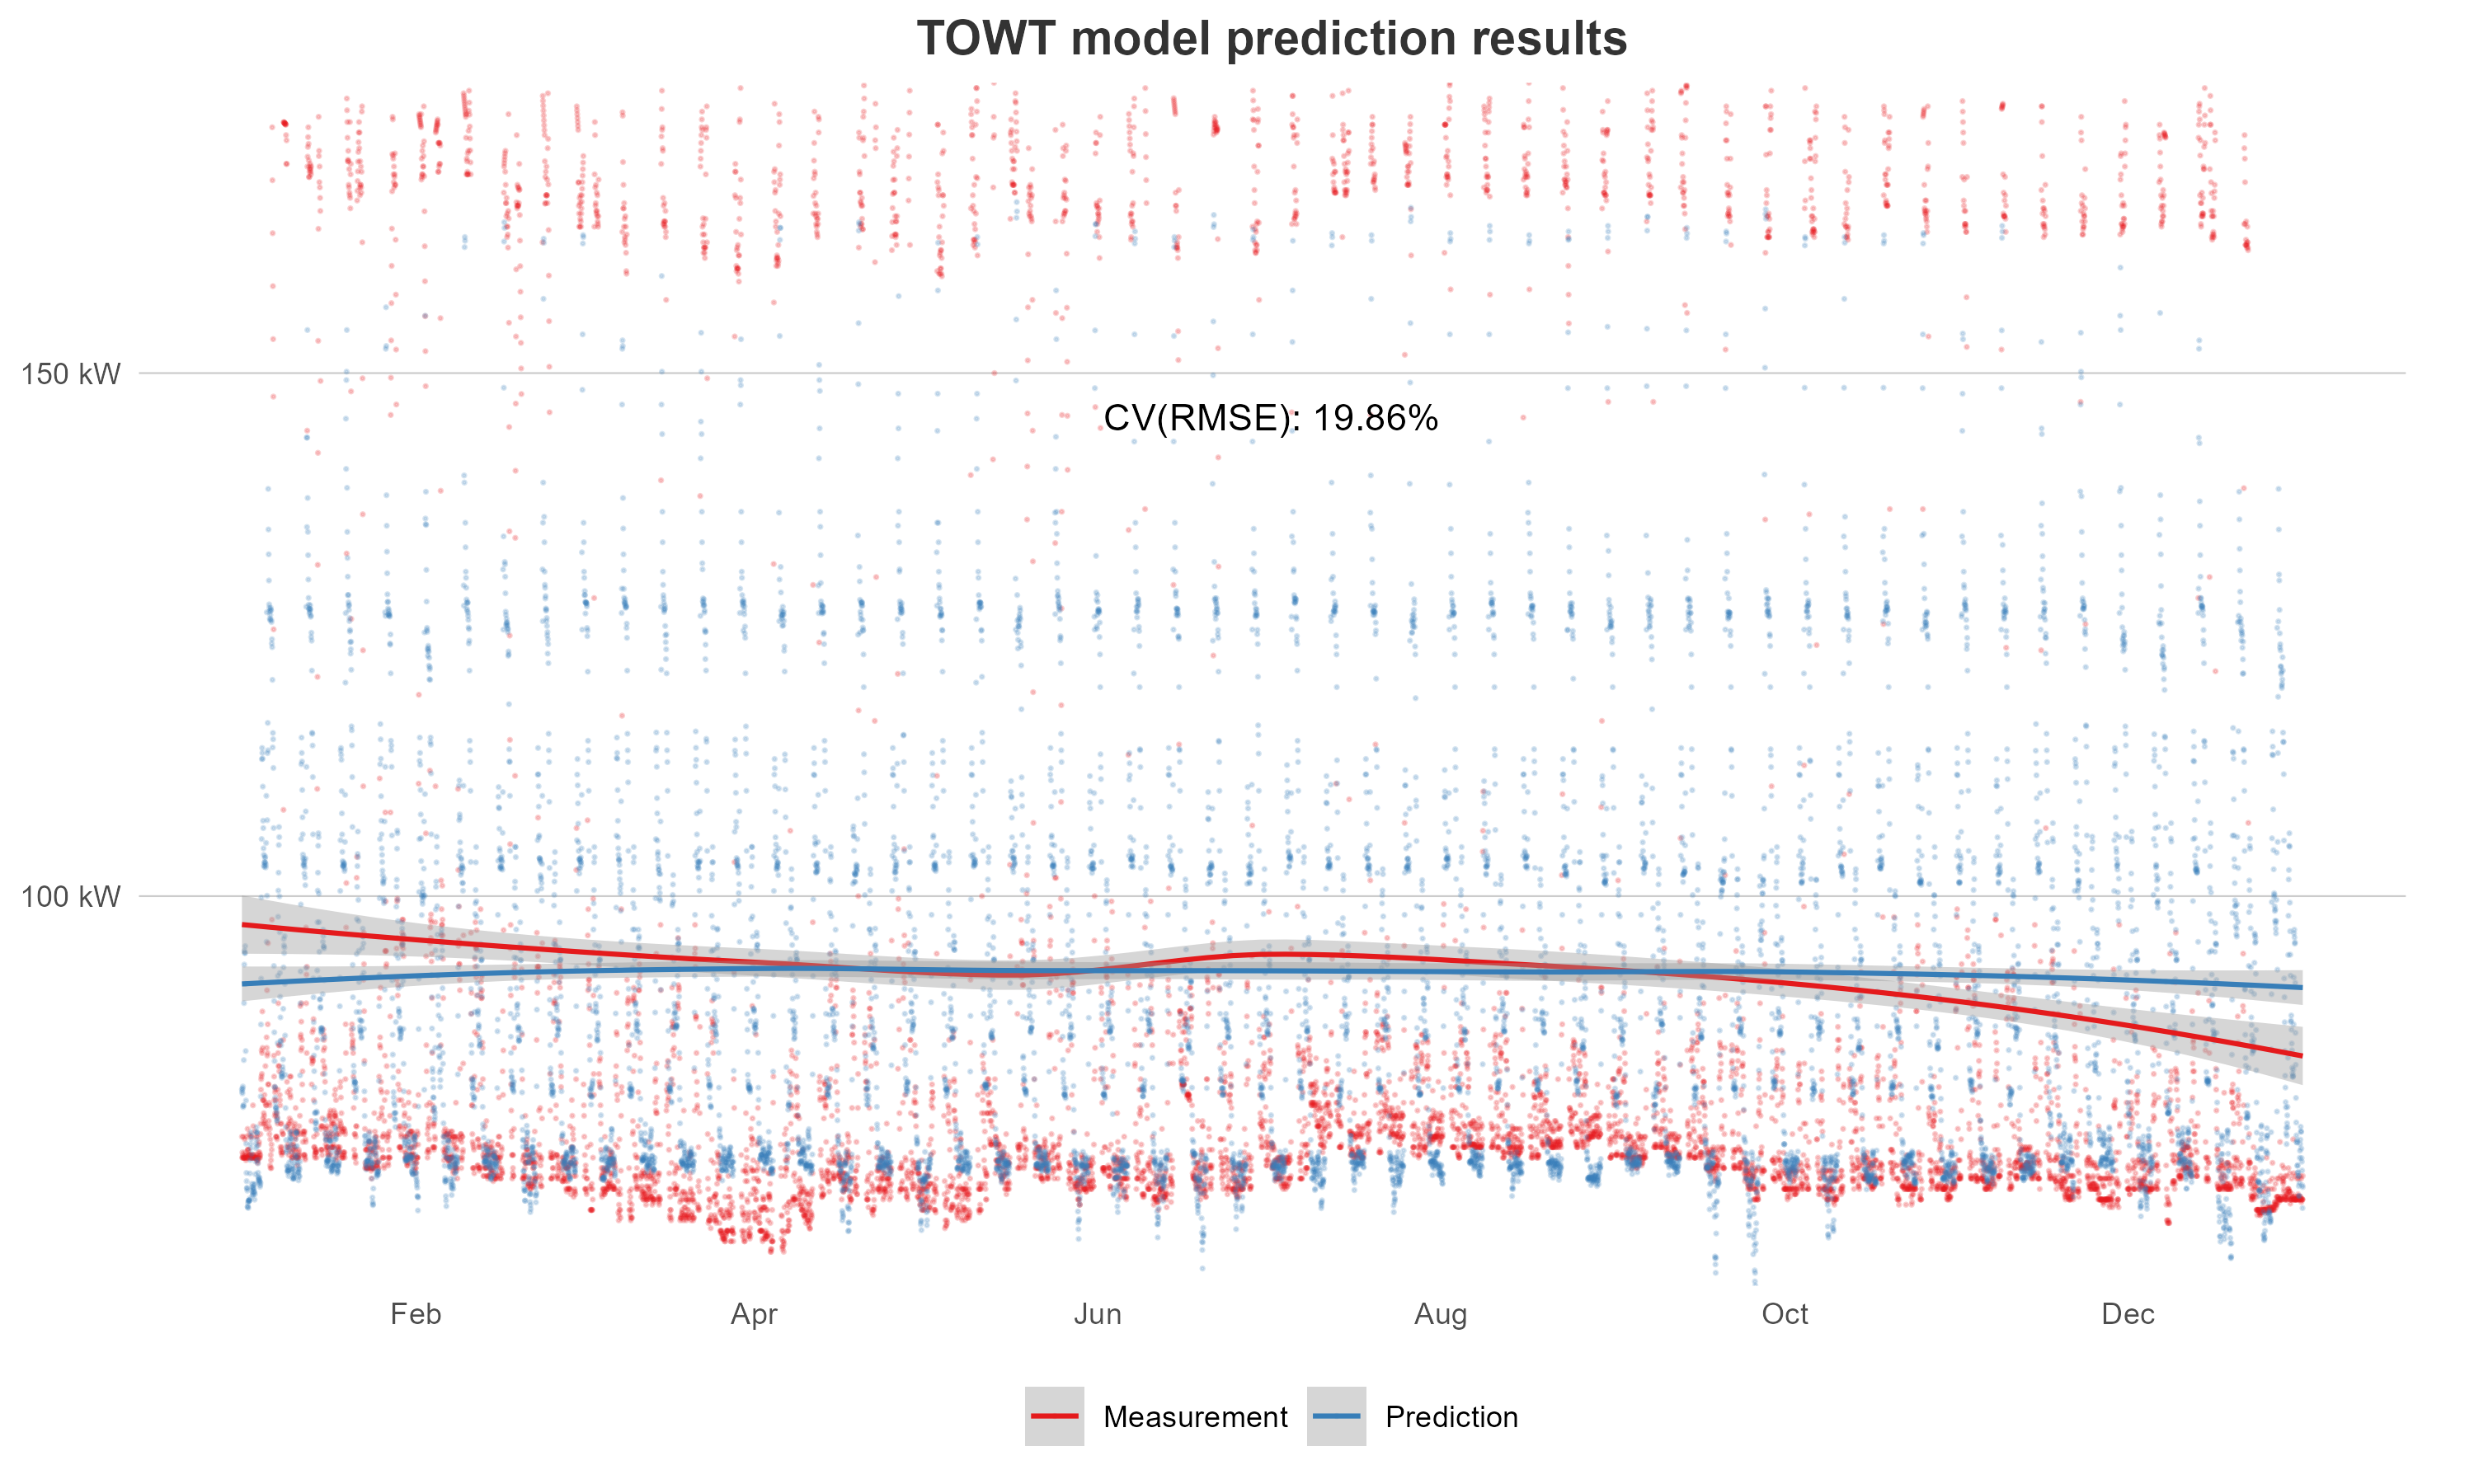 TOWT model prediction results
150 kW
CV(RMSE): 19.86%
100 kW
Feb Apr Jun Aug Oct Dec
Measurement Prediction